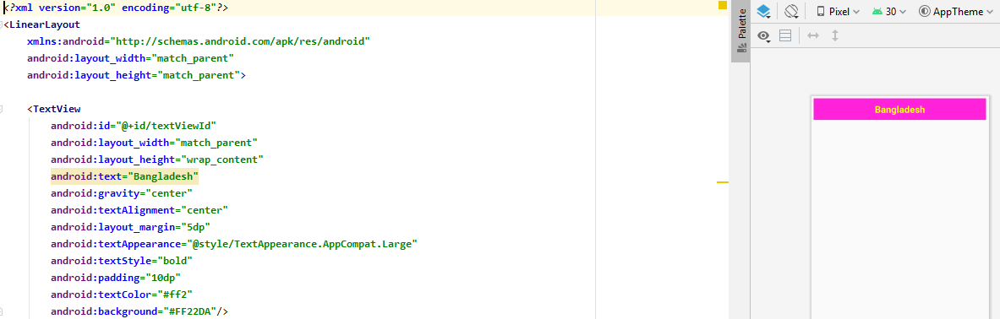 <?xml version="1.0" encoding="utf-8"?>
<LinearLayout
xmlns:android="http://schemas.android.com/apk/res/android"
android:layout_width="match_parent"
android:layout_height="match_parent">
<TextView
android:id="@+id/textViewId"
android:layout_width="match_parent"
android:layout_height="wrap_content"
android:text="Bangladesh"
android:gravity="center"
android:textAlignment="center"
android:layout_margin="5dp"
android:textAppearance="@style/TextAppearance.AppCompat.Large"
android:textStyle="bold"
android:padding="10dp"
android:textColor="#ff2"
android:background="#FF22DA"/>
Palette
Pixel 30 AppTheme
Bangladesh